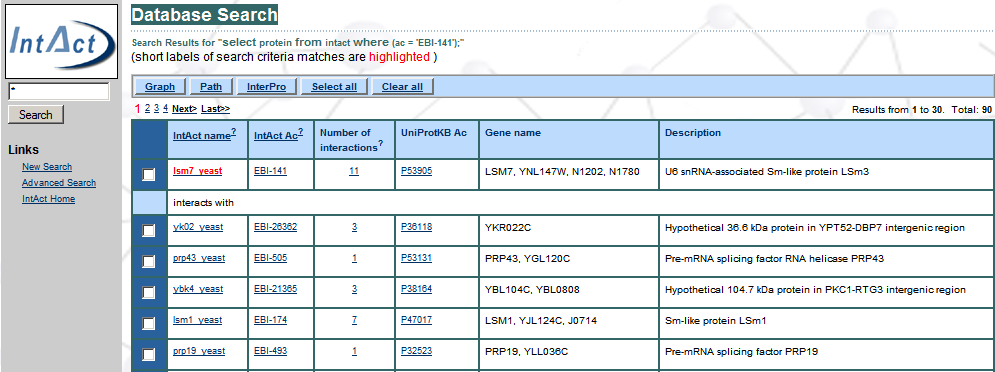 IntAct
*
Search
Links
New Search
Advanced Search
IntAct Home
Database Search
Search Results for "select protein from intact where (ac = 'EBI-141');"
(short labels of search criteria matches are highlighted )
Graph Path InterPro Select all Clear all
1 2 3 4 Next> Last>> Results from 1 to 30. Total: 90
IntAct name? IntAct Ac? Number of interactions? UniProtKB Ac Gene name Description
lsm7_yeast EBI-141 11 P53905 LSM7, YNL147W, N1202, N1780 U6 snRNA-associated Sm-like protein LSm3
interacts with
yk02_yeast EBI-26362 3 P36118 YKR022C Hypothetical 36.6 kDa protein in YPT52-DBP7 intergenic region
prp43_yeast EBI-505 1 P53131 PRP43, YGL120C Pre-mRNA splicing factor RNA helicase PRP43
ybk4_yeast EBI-21365 3 P38164 YBL104C, YBL0808 Hypothetical 104.7 kDa protein in PKC1-RTG3 intergenic region
lsm1_yeast EBI-174 7 P47017 LSM1, YJL124C, J0714 Sm-like protein LSm1
prp19_yeast EBI-493 1 P32523 PRP19, YLL036C Pre-mRNA splicing factor PRP19